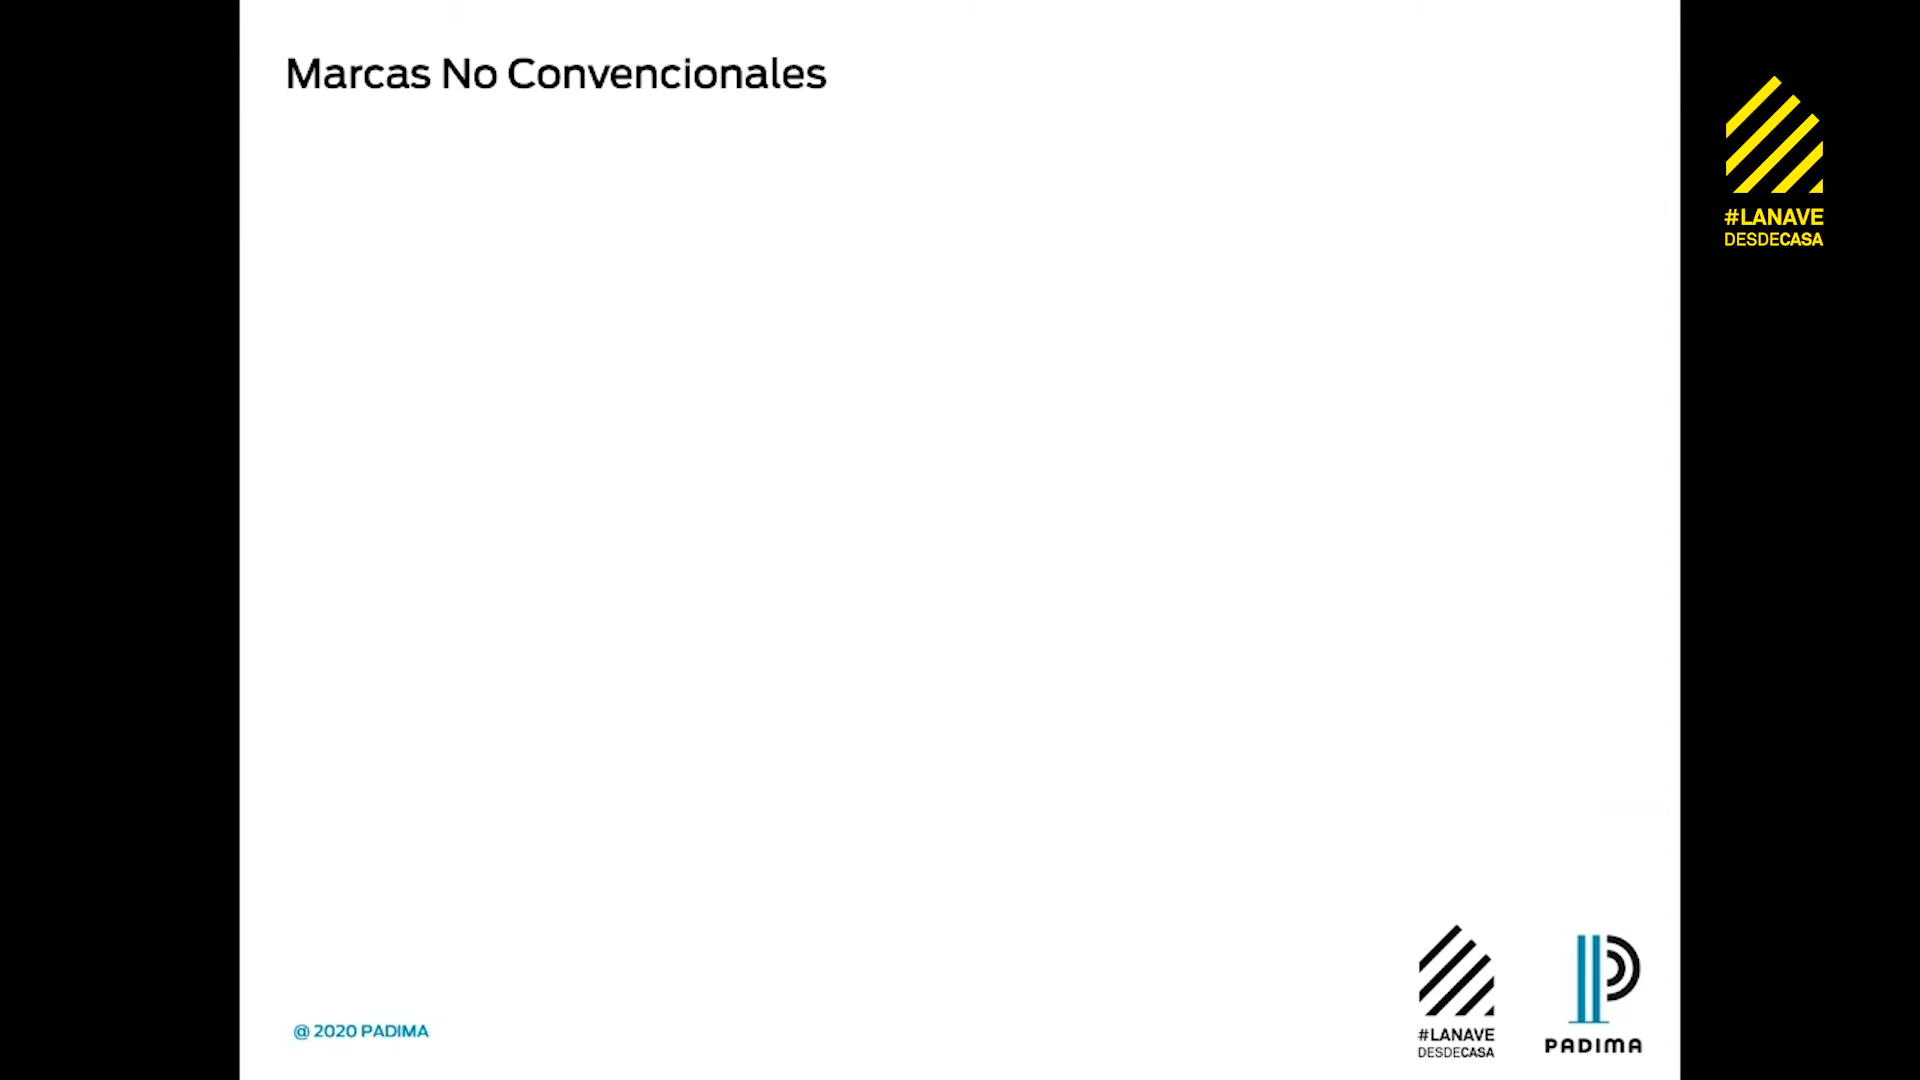 Marcas No Convencionales
#LANAVE
DESDECASA
@ 2020 PADIMA
#LANAVE
DESDECASA
PADIMA